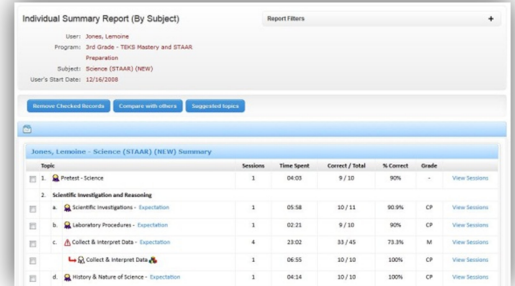 Individual Summary Report (By Subject)
Report Filters +
User: Jones, Lemoine
Program: 3rd Grade - TEKS Mastery and STAAR
Preparation
Subject: Science (STAAR) (NEW)
User's Start Date: 12/16/2008
Remove Checked Records Compare with others Suggested topics
Jones, Lemoine - Science (STAAR) (NEW) Summary
Topic Sessions Time Spent Correct / Total % Correct Grade
1. Pretest - Science 1 04:03 9 / 10 90% - View Sessions
2. Scientific Investigation and Reasoning
a. Scientific Investigations - Expectation 1 05:58 10 / 11 90.9% CP View Sessions
b. Laboratory Procedures - Expectation 1 02:21 9 / 10 90% CP View Sessions
c. Collect & Interpret Data - Expectation 4 23:02 33 / 45 73.3% M View Sessions
Collect & Interpret Data 1 06:55 10 / 10 100% CP View Sessions
d. History & Nature of Science - Expectation 1 04:14 10 / 10 100% CP View Sessions